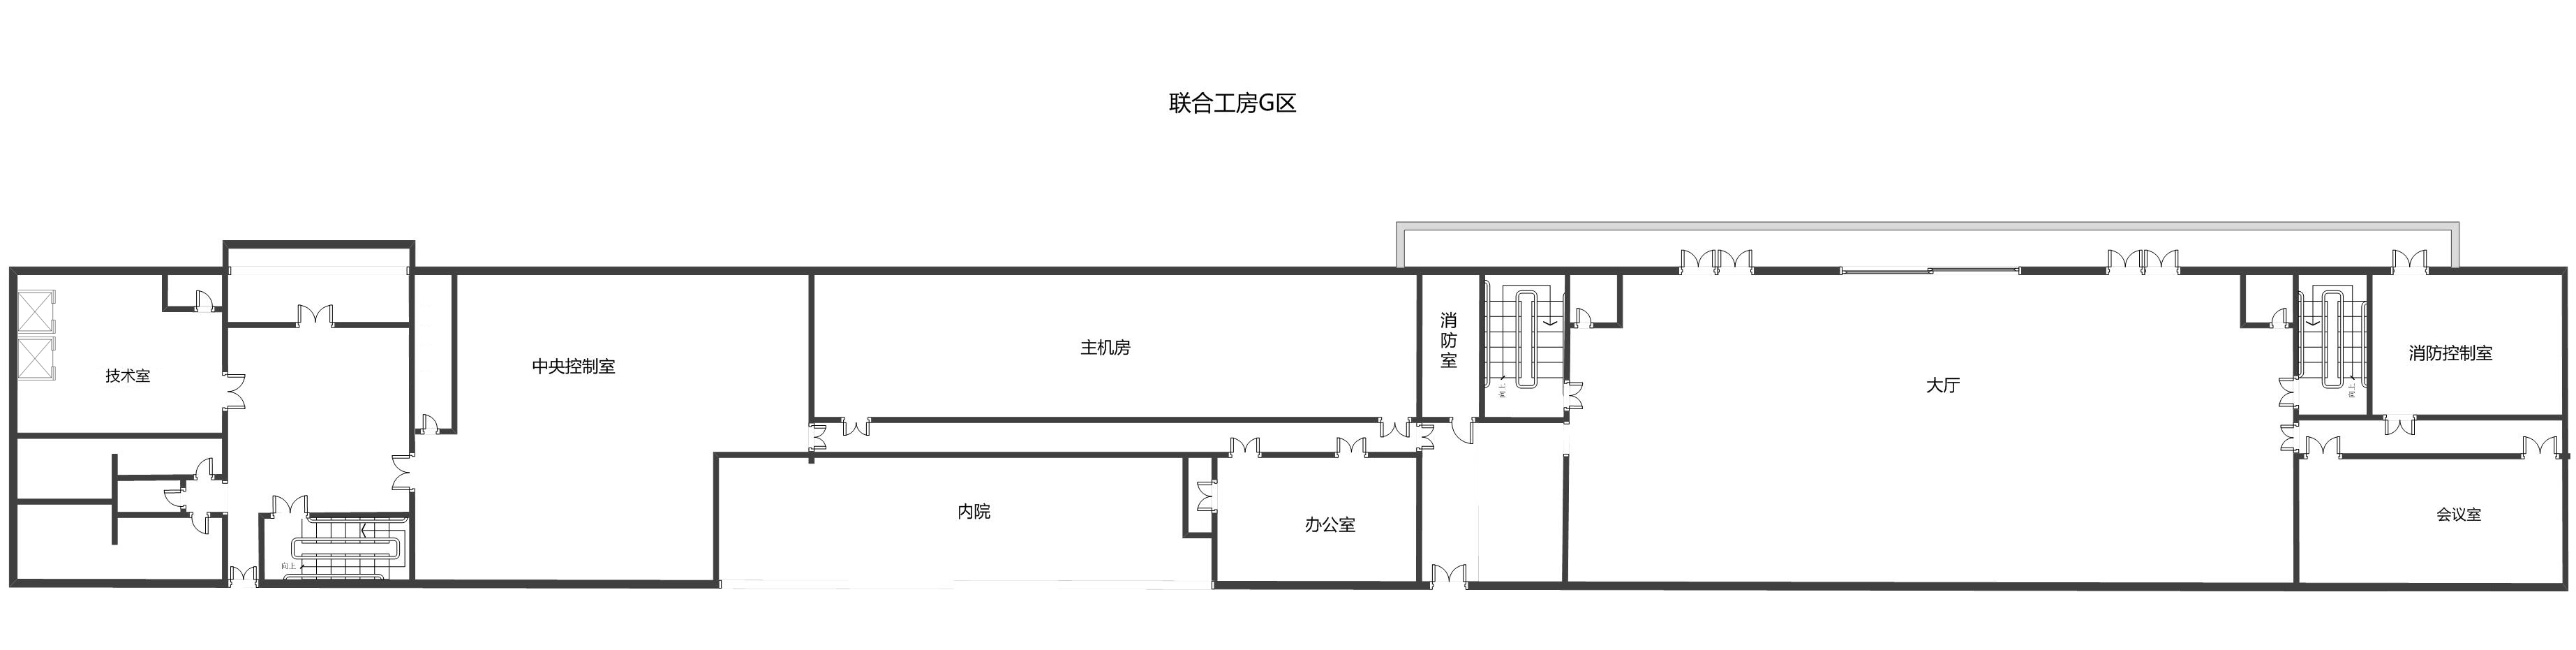 联合工房G区
消防室
主机房
消防控制室
中央控制室
技术室
大厅
向上
向上
内院
会议室
办公室
向上